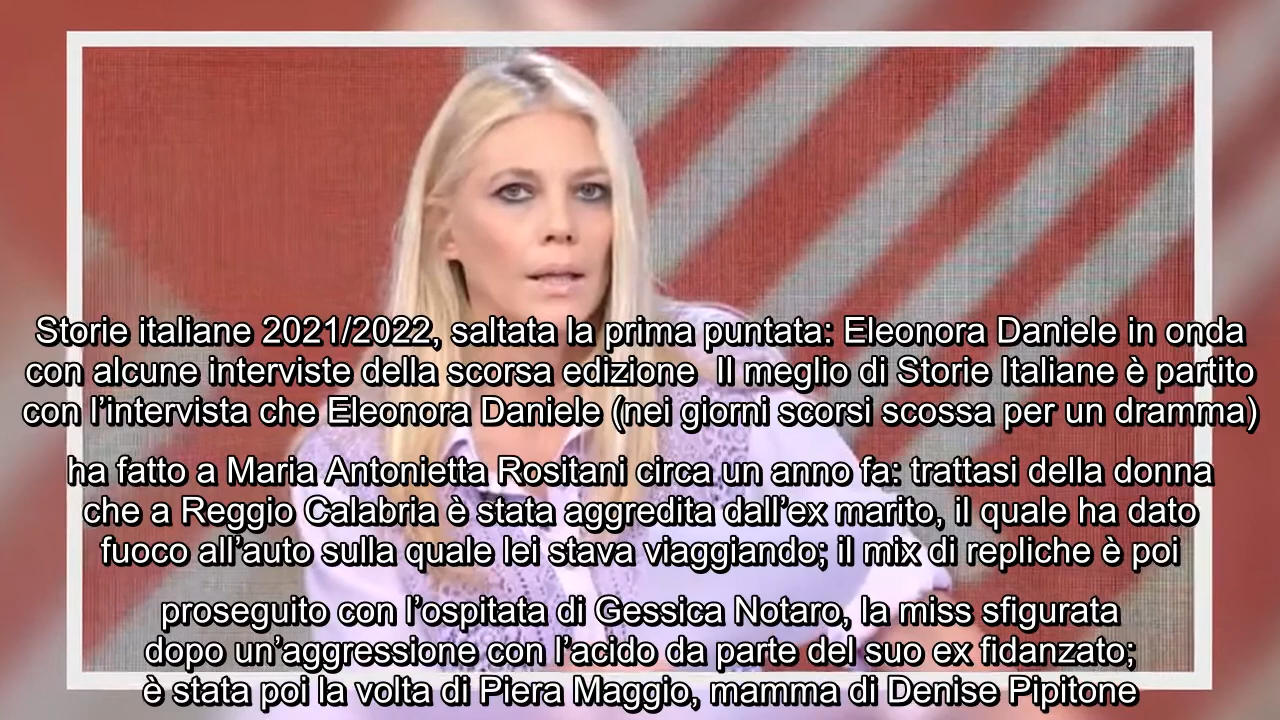 Storie italiane 2021/2022, saltata la prima puntata: Eleonora Daniele in onda
con alcune interviste della scorsa edizione  Il meglio di Storie Italiane è partito
con l’intervista che Eleonora Daniele (nei giorni scorsi scossa per un dramma)
ha fatto a Maria Antonietta Rositani circa un anno fa: trattasi della donna
che a Reggio Calabria è stata aggredita dall’ex marito, il quale ha dato
fuoco all’auto sulla quale lei stava viaggiando; il mix di repliche è poi
proseguito con l’ospitata di Gessica Notaro, la miss sfigurata
dopo un’aggressione con l’acido da parte del suo ex fidanzato;
è stata poi la volta di Piera Maggio, mamma di Denise Pipitone